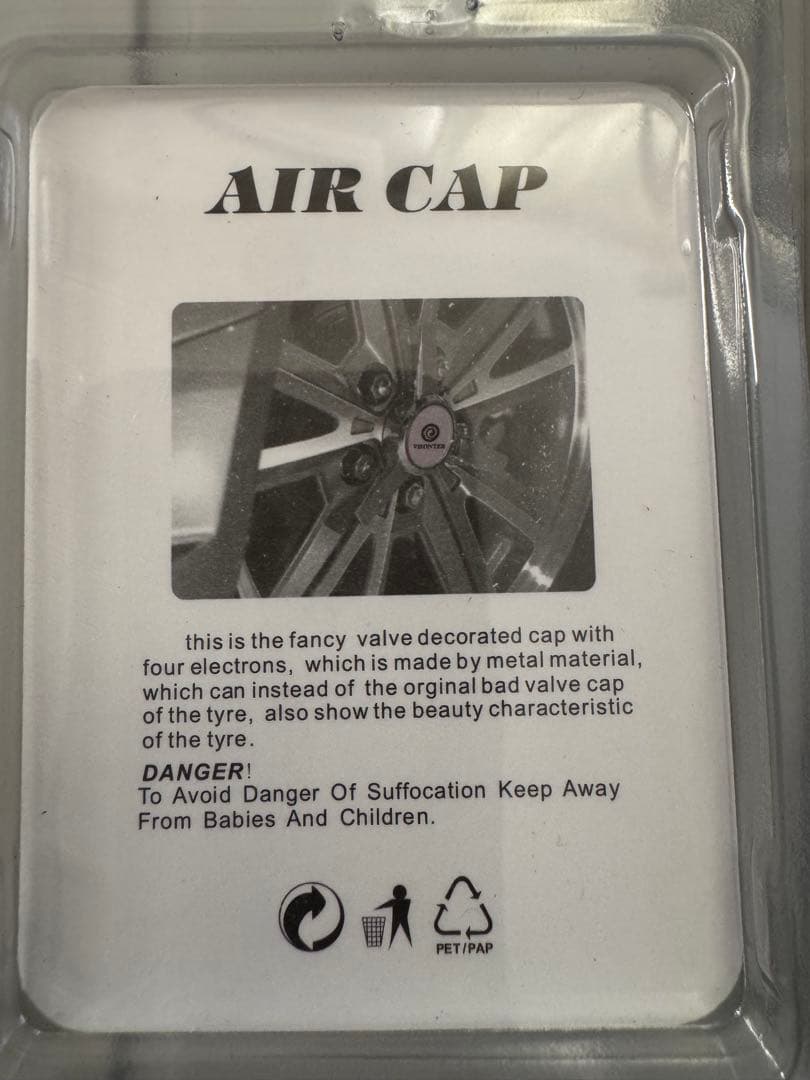 AIR CAP
this is the fancy valve decorated cap with
four electrons, which is made by metal material,
which can instead of the orginal bad valve cap
of the tyre, also show the beauty characteristic
of the tyre.
DANGER!
To Avoid Danger Of Suffocation Keep Away
From Babies And Children.
PET/PAP